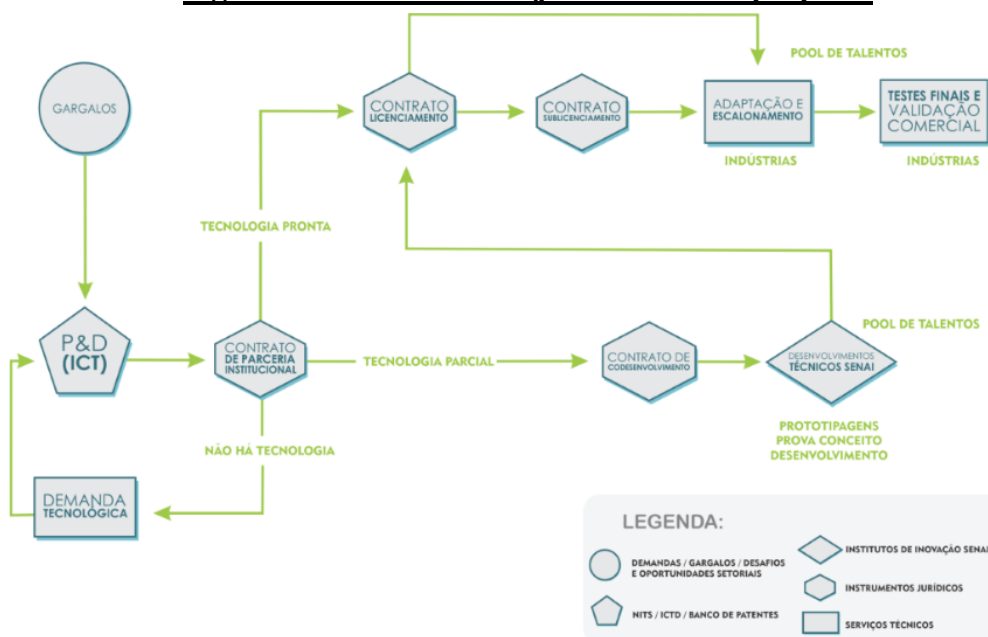 POOL DE TALENTOS
GARGALOS
CONTRATO
LICENCIAMENTO
CONTRATO
SUBLICENCIAMENTO
ADAPTAÇÃO E
ESCALONAMENTO
TESTES FINAIS E
VALIDAÇÃO
COMERCIAL
INDÚSTRIAS
INDÚSTRIAS
TECNOLOGIA PRONTA
POOL DE TALENTOS
P&D
(ICT)
CONTRATO
DE PARCERIA
INSTITUCIONAL
TECNOLOGIA PARCIAL
CONTRATO DE
CODESENVOLVIMENTO
DESENVOLVIMENTOS
TÉCNICOS SENAI
NÃO HÁ TECNOLOGIA
PROTOTIPAGENS
PROVA CONCEITO
DESENVOLVIMENTO
DEMANDA
TECNOLÓGICA
LEGENDA:
DEMANDAS / GARGALOS / DESAFIOS
E OPORTUNIDADES SETORIAIS
INSTITUTOS DE INOVAÇÃO SENAI
INSTRUMENTOS JURÍDICOS
NITS / ICTD / BANCO DE PATENTES
SERVIÇOS TÉCNICOS